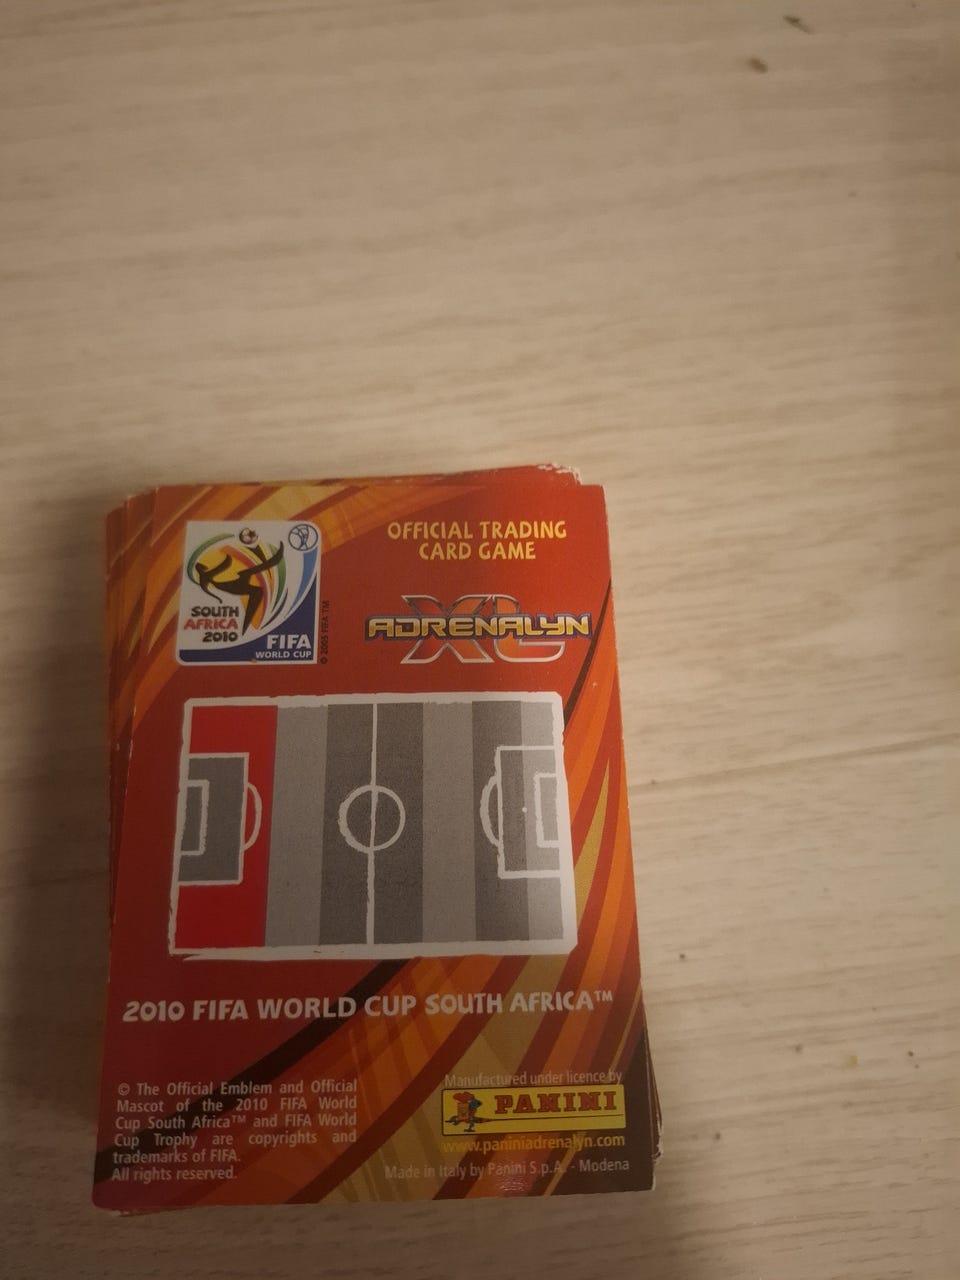 OFFICIAL TRADING
CARD GAME
SOUTH
AFRICA
2010
FIFA
WORLD CUP
© 2005 FIFA TM
XL
ADRENALYN
2010 FIFA WORLD CUP SOUTH AFRICA™
© The Official Emblem and Official
Mascot of the 2010 FIFA World
Cup South Africa™ and FIFA World
Cup Trophy are copyrights and
trademarks of FIFA.
All rights reserved.
Manufactured under licence by
PANINI
www.paniniadrenalyn.com
Made in Italy by Panini S.p.A. - Modena